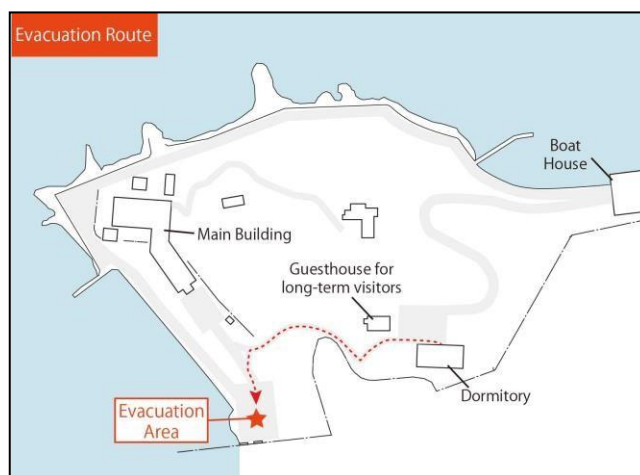 Evacuation Route
Boat
House
Main Building
Guesthouse for
long-term visitors
Dormitory
Evacuation
Area